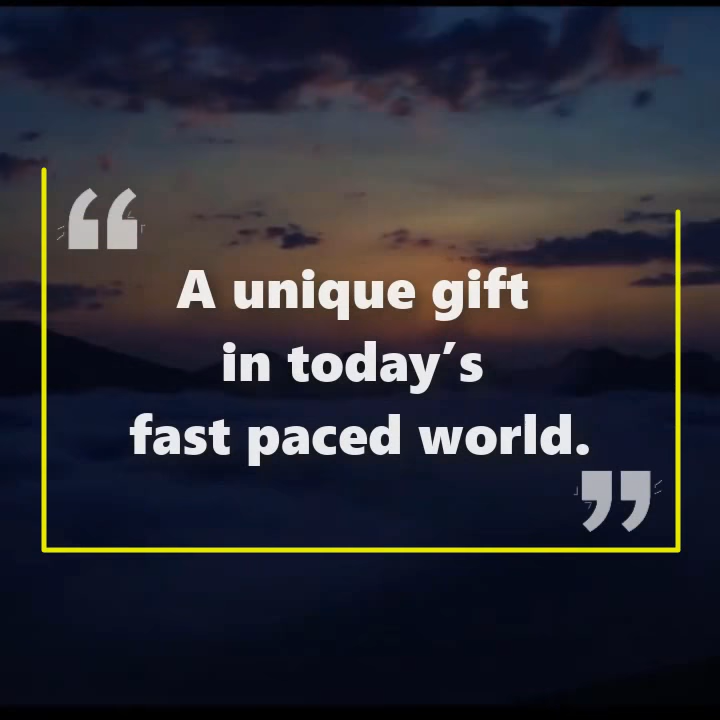 “
A unique gift
in today’s
fast paced world.
”